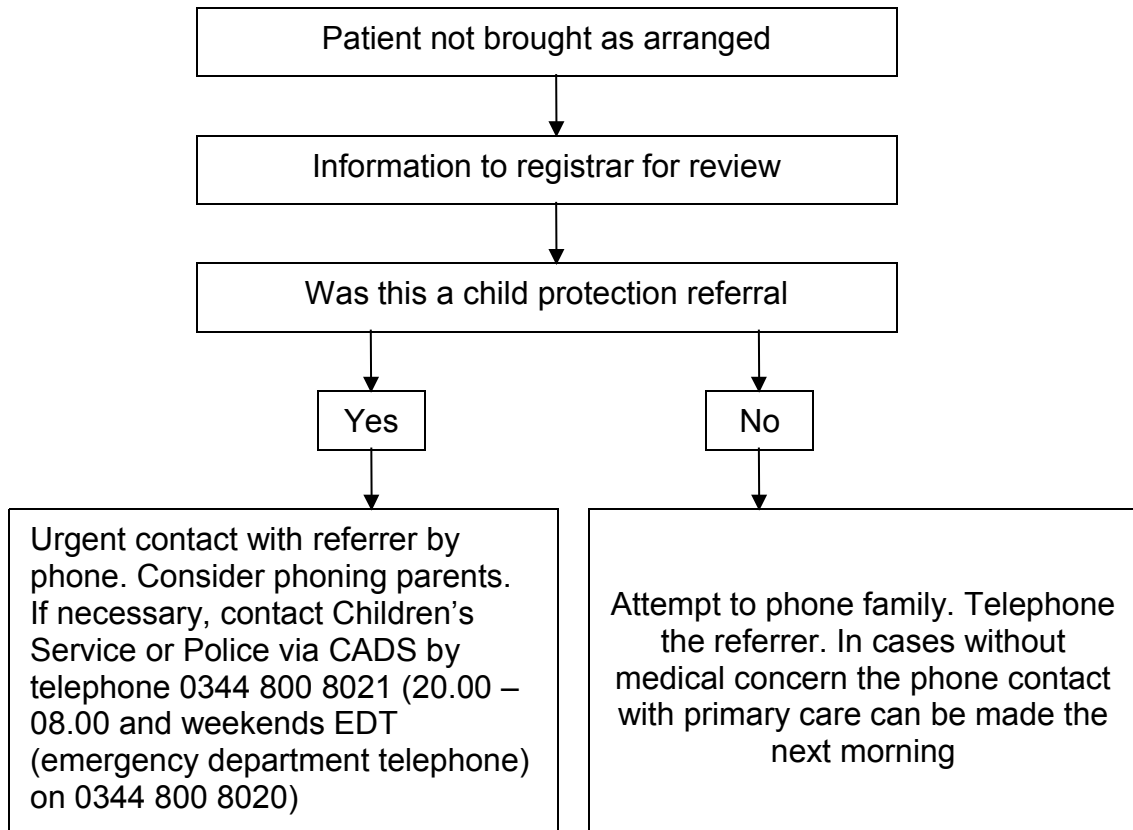 Patient not brought as arranged
Information to registrar for review
Was this a child protection referral
Yes
No
Urgent contact with referrer by
phone. Consider phoning parents.
If necessary, contact Children’s
Service or Police via CADS by
telephone 0344 800 8021 (20.00 –
08.00 and weekends EDT
(emergency department telephone)
on 0344 800 8020)
Attempt to phone family. Telephone
the referrer. In cases without
medical concern the phone contact
with primary care can be made the
next morning